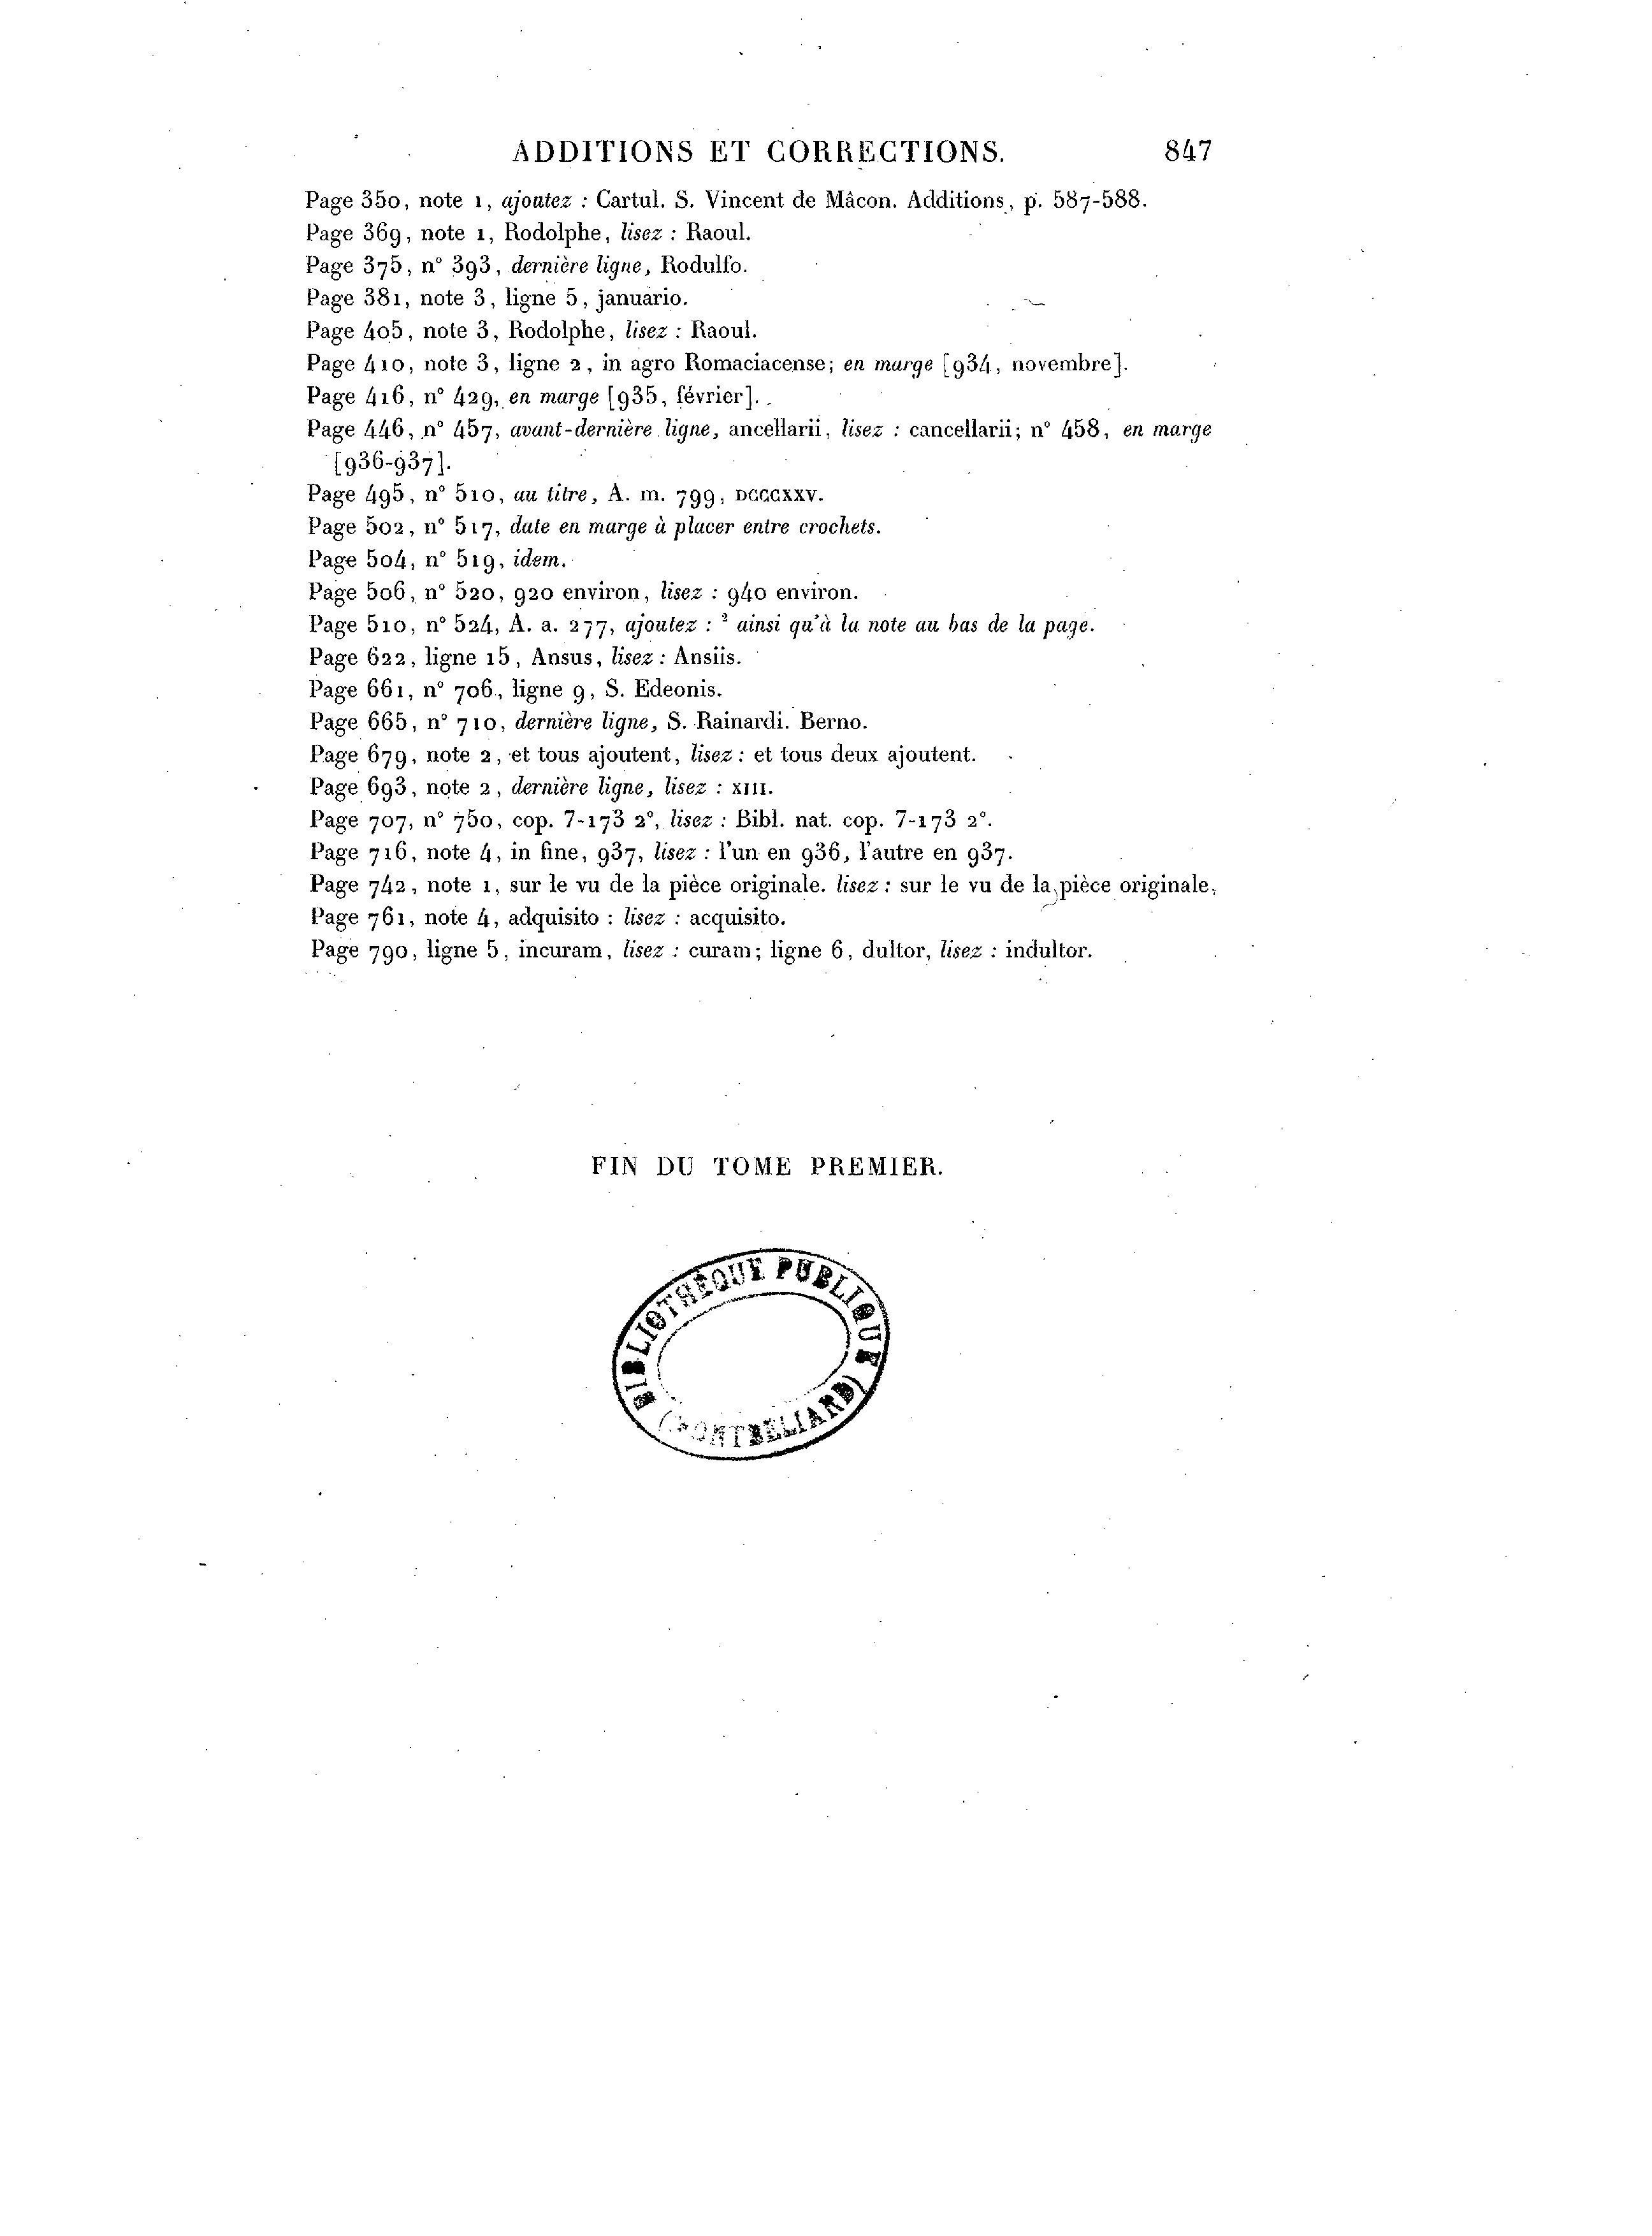 ADDITIONS ET CORRECTIONS. 847
Page 350, note 1, ajoutez : Cartul. S. Vincent de Mâcon. Additions, p. 587-588.
Page 369, note 1, Rodolphe, lisez : Raoul.
Page 375, n° 393, dernière ligne, Rodulfo.
Page 381, note 3, ligne 5, januario.
Page 405, note 3, Rodolphe, lisez : Raoul.
Page 410, note 3, ligne 2, in agro Romaciacense; en marge [934, novembre].
Page 416, n° 429, en marge [935, février].
Page 446, n° 457, avant-dernière ligne, ancellarii, lisez : cancellarii; n° 458, en marge
[936-937].
Page 495, n° 510, au titre, A. m. 799, DCCCXXV.
Page 502, n° 517, date en marge à placer entre crochets.
Page 504, n° 519, idem.
Page 506, n° 520, 920 environ, lisez : 940 environ.
Page 510, n° 524, A. a. 277, ajoutez : ² ainsi qu'à la note au bas de la page.
Page 622, ligne 15, Ansus, lisez : Ansiis.
Page 661, n° 706, ligne 9, S. Edeonis.
Page 665, n° 710, dernière ligne, S. Rainardi. Berno.
Page 679, note 2, et tous ajoutent, lisez : et tous deux ajoutent.
Page 693, note 2, dernière ligne, lisez : XIII.
Page 707, n° 750, cop. 7-173 2°, lisez : Bibl. nat. cop. 7-173 2°.
Page 716, note 4, in fine, 937, lisez : l'un en 936, l'autre en 937.
Page 742, note 1, sur le vu de la pièce originale. lisez : sur le vu de la pièce originale,
Page 761, note 4, adquisito : lisez : acquisito.
Page 790, ligne 5, incuram, lisez : curam; ligne 6, dultor, lisez : indultor.
FIN DU TOME PREMIER.
BIBLIOTHÈQUE PUBLIQUE
(MONTBELIARD)